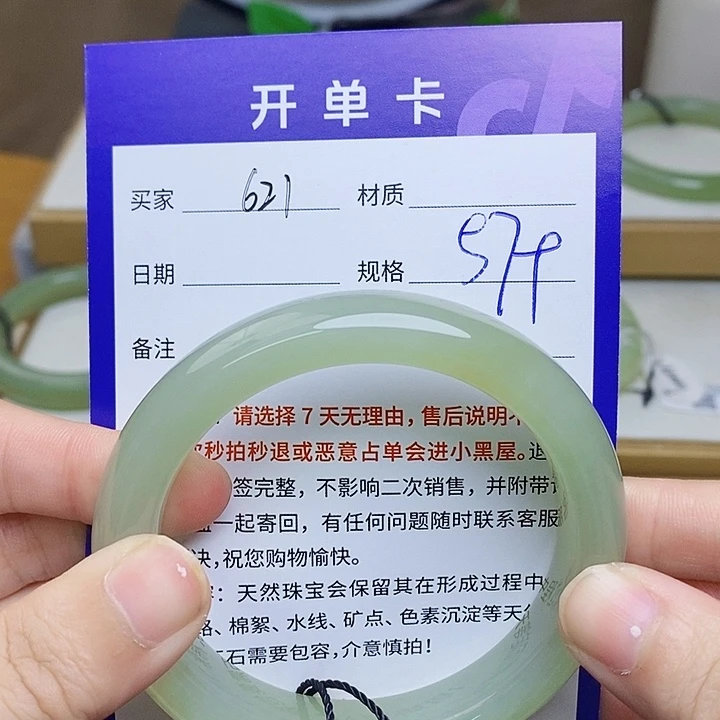 开单卡
买家 621 材质
日期 规格
备注
请选择7天无理由，售后说明
秒拍秒退或恶意占单会进小黑屋。退
签完整，不影响二次销售，并附带
一起寄回，有任何问题随时联系客服
决，祝您购物愉快。
：天然珠宝会保留其在形成过程中
、棉絮、水线、矿点、色素沉淀等天
石需要包容，介意慎拍！